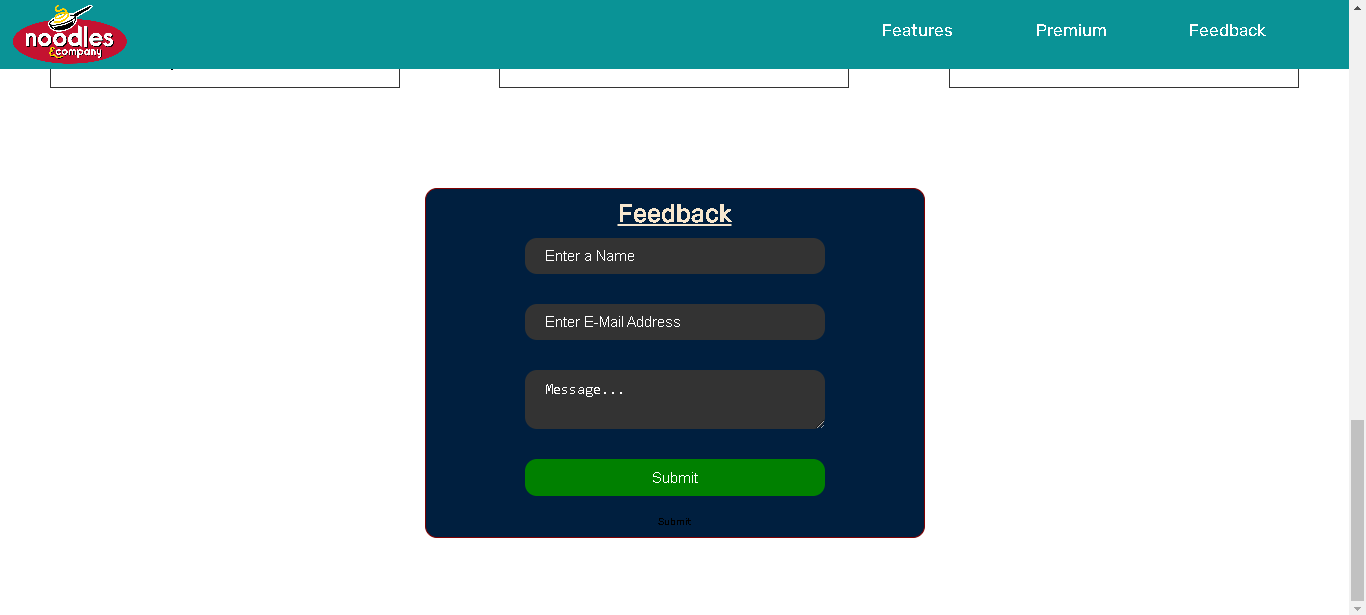 noodles
&company
Features
Premium
Feedback
Feedback
Enter a Name
Enter E-Mail Address
Message...
Submit
Submit